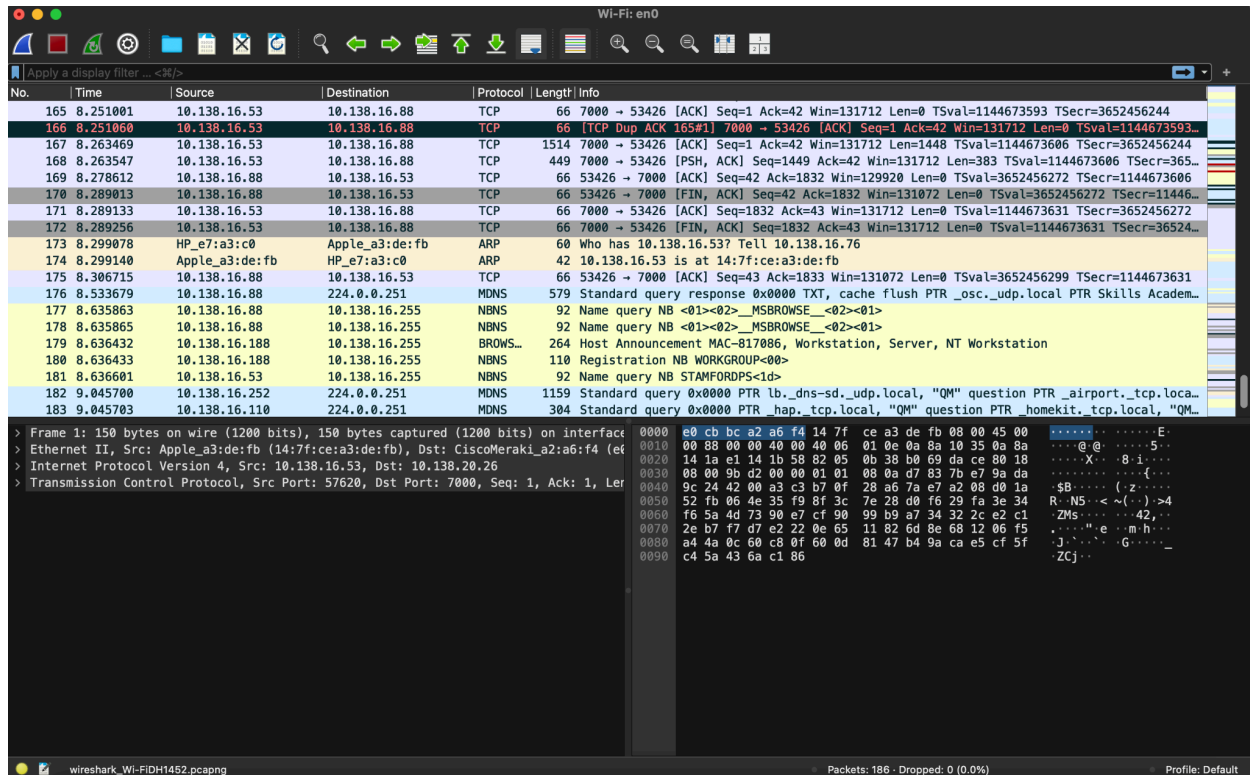 Wi-Fi: en0
Apply a display filter ... <⌘/>
No. Time Source Destination Protocol Length Info
165 8.251001 10.138.16.53 10.138.16.88 TCP 66 7000 → 53426 [ACK] Seq=1 Ack=42 Win=131712 Len=0 TSval=1144673593 TSecr=3652456244
166 8.251060 10.138.16.53 10.138.16.88 TCP 66 [TCP Dup ACK 165#1] 7000 → 53426 [ACK] Seq=1 Ack=42 Win=131712 Len=0 TSval=1144673593…
167 8.263469 10.138.16.53 10.138.16.88 TCP 1514 7000 → 53426 [ACK] Seq=1 Ack=42 Win=131712 Len=1448 TSval=1144673606 TSecr=3652456244
168 8.263547 10.138.16.53 10.138.16.88 TCP 449 7000 → 53426 [PSH, ACK] Seq=1449 Ack=42 Win=131712 Len=383 TSval=1144673606 TSecr=365…
169 8.278612 10.138.16.88 10.138.16.53 TCP 66 53426 → 7000 [ACK] Seq=42 Ack=1832 Win=129920 Len=0 TSval=3652456272 TSecr=1144673606
170 8.289013 10.138.16.88 10.138.16.53 TCP 66 53426 → 7000 [FIN, ACK] Seq=42 Ack=1832 Win=131072 Len=0 TSval=3652456272 TSecr=11446…
171 8.289133 10.138.16.53 10.138.16.88 TCP 66 7000 → 53426 [ACK] Seq=1832 Ack=43 Win=131712 Len=0 TSval=1144673631 TSecr=3652456272
172 8.289256 10.138.16.53 10.138.16.88 TCP 66 7000 → 53426 [FIN, ACK] Seq=1832 Ack=43 Win=131712 Len=0 TSval=1144673631 TSecr=36524…
173 8.299078 HP_e7:a3:c0 Apple_a3:de:fb ARP 60 Who has 10.138.16.53? Tell 10.138.16.76
174 8.299140 Apple_a3:de:fb HP_e7:a3:c0 ARP 42 10.138.16.53 is at 14:7f:ce:a3:de:fb
175 8.306715 10.138.16.88 10.138.16.53 TCP 66 53426 → 7000 [ACK] Seq=43 Ack=1833 Win=131072 Len=0 TSval=3652456299 TSecr=1144673631
176 8.533679 10.138.16.88 224.0.0.251 MDNS 579 Standard query response 0x0000 TXT, cache flush PTR _osc._udp.local PTR Skills Academ…
177 8.635863 10.138.16.88 10.138.16.255 NBNS 92 Name query NB <01><02>__MSBROWSE__<02><01>
178 8.635865 10.138.16.88 10.138.16.255 NBNS 92 Name query NB <01><02>__MSBROWSE__<02><01>
179 8.636432 10.138.16.188 10.138.16.255 BROWS… 264 Host Announcement MAC-817086, Workstation, Server, NT Workstation
180 8.636433 10.138.16.188 10.138.16.255 NBNS 110 Registration NB WORKGROUP<00>
181 8.636601 10.138.16.53 10.138.16.255 NBNS 92 Name query NB STAMFORDPS<1d>
182 9.045700 10.138.16.252 224.0.0.251 MDNS 1159 Standard query 0x0000 PTR lb._dns-sd._udp.local, "QM" question PTR _airport._tcp.loca…
183 9.045703 10.138.16.110 224.0.0.251 MDNS 304 Standard query 0x0000 PTR _hap._tcp.local, "QM" question PTR _homekit._tcp.local, "QM…
> Frame 1: 150 bytes on wire (1200 bits), 150 bytes captured (1200 bits) on interface
> Ethernet II, Src: Apple_a3:de:fb (14:7f:ce:a3:de:fb), Dst: CiscoMeraki_a2:a6:f4 (e0
> Internet Protocol Version 4, Src: 10.138.16.53, Dst: 10.138.20.26
> Transmission Control Protocol, Src Port: 57620, Dst Port: 7000, Seq: 1, Ack: 1, Ler
0000 e0 cb bc a2 a6 f4 14 7f ce a3 de fb 08 00 45 00 ········ ······E·
0010 00 88 00 00 40 00 40 06 01 0e 0a 8a 10 35 0a 8a ····@·@· ·····5··
0020 14 1a e1 14 1b 58 82 05 0b 38 b0 69 da ce 80 18 ·····X·· ·8·i····
0030 08 00 9b d2 00 00 01 01 08 0a d7 83 7b e7 9a 1a ········ ····{···
0040 9c 24 42 00 a3 c3 b7 0f 28 a6 7a e7 a2 08 d0 1a ·$B····· (·z·····
0050 52 fb 06 4e 35 f9 8f 3c 7e 28 d0 f6 29 fa 3e 34 R··N5··< ~(··)·>4
0060 f6 5a 4d 73 90 e7 cf 90 99 b9 a7 34 32 2c e2 c1 ·ZMs···· ···42,··
0070 2e b7 f7 d7 e2 22 0e 65 11 82 6d 8e 68 12 06 f5 .····"·e ··m·h···
0080 a4 4a 0c 60 c8 0f 60 0d 81 47 b4 9a ca e5 cf 5f ·J·`··`· ·G·····_
0090 c4 5a 43 6a c1 86 ·ZCj··
wireshark_Wi-FiDH1452.pcapng Packets: 186 · Dropped: 0 (0.0%) Profile: Default